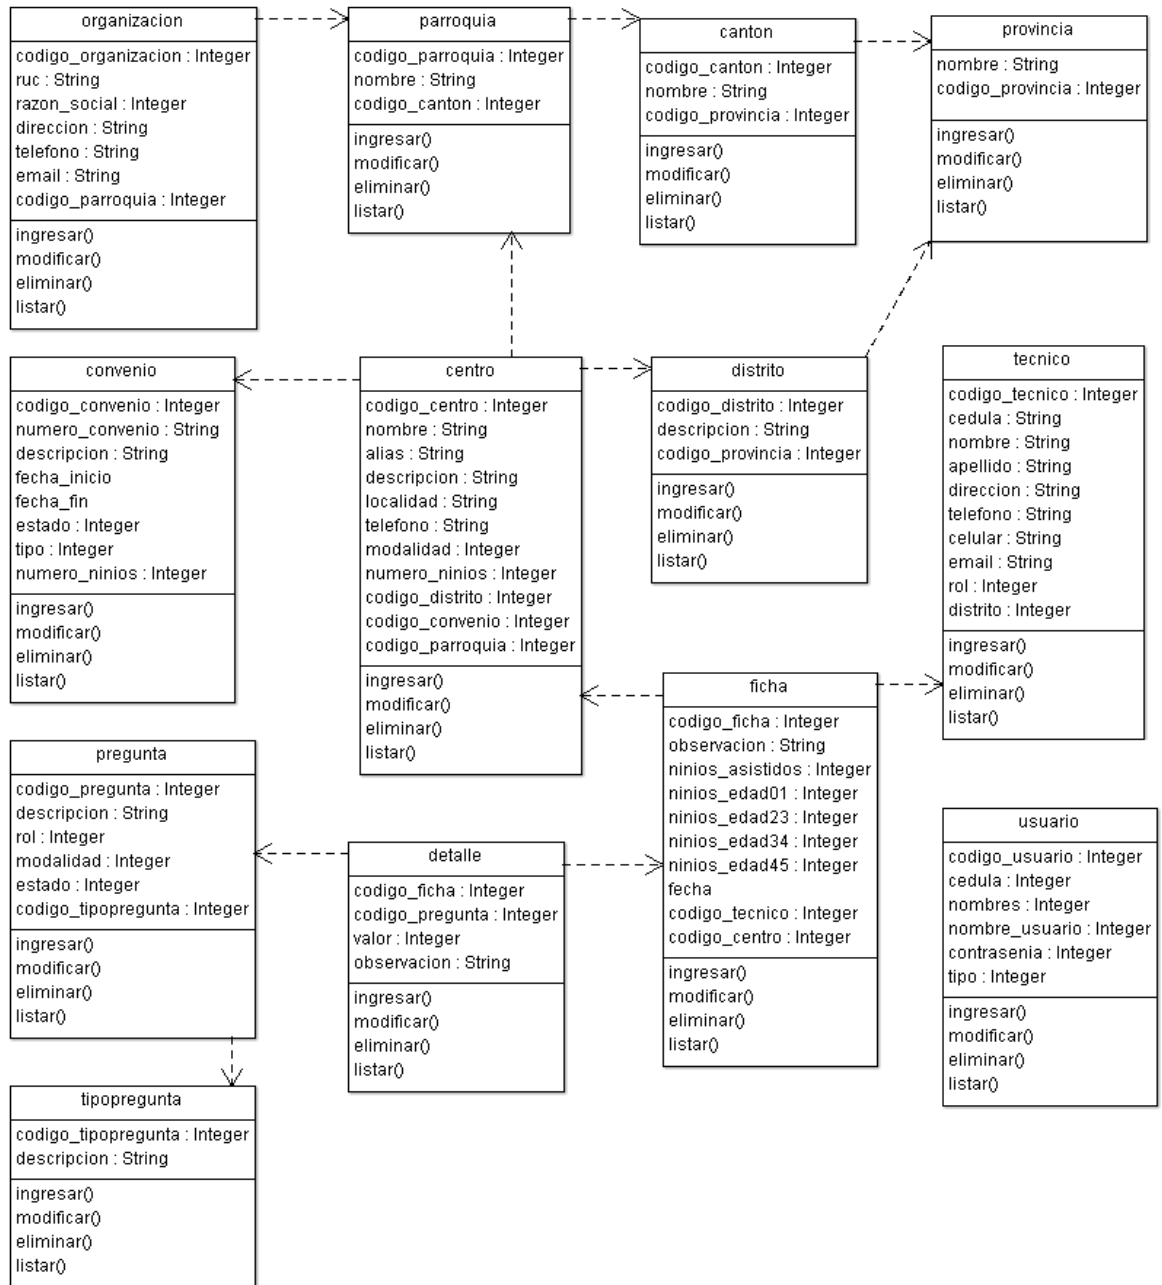 organizacion
codigo_organizacion : Integer
ruc : String
razon_social : Integer
direccion : String
telefono : String
email : String
codigo_parroquia : Integer
ingresar()
modificar()
eliminar()
listar()
parroquia
codigo_parroquia : Integer
nombre : String
codigo_canton : Integer
ingresar()
modificar()
eliminar()
listar()
canton
codigo_canton : Integer
nombre : String
codigo_provincia : Integer
ingresar()
modificar()
eliminar()
listar()
provincia
nombre : String
codigo_provincia : Integer
ingresar()
modificar()
eliminar()
listar()
convenio
codigo_convenio : Integer
numero_convenio : String
descripcion : String
fecha_inicio
fecha_fin
estado : Integer
tipo : Integer
numero_ninios : Integer
ingresar()
modificar()
eliminar()
listar()
centro
codigo_centro : Integer
nombre : String
alias : String
descripcion : String
localidad : String
telefono : String
modalidad : Integer
numero_ninios : Integer
codigo_distrito : Integer
codigo_convenio : Integer
codigo_parroquia : Integer
ingresar()
modificar()
eliminar()
listar()
distrito
codigo_distrito : Integer
descripcion : String
codigo_provincia : Integer
ingresar()
modificar()
eliminar()
listar()
tecnico
codigo_tecnico : Integer
cedula : String
nombre : String
apellido : String
direccion : String
telefono : String
celular : String
email : String
rol : Integer
distrito : Integer
ingresar()
modificar()
eliminar()
listar()
pregunta
codigo_pregunta : Integer
descripcion : String
rol : Integer
modalidad : Integer
estado : Integer
codigo_tipopregunta : Integer
ingresar()
modificar()
eliminar()
listar()
detalle
codigo_ficha : Integer
codigo_pregunta : Integer
valor : Integer
observacion : String
ingresar()
modificar()
eliminar()
listar()
ficha
codigo_ficha : Integer
observacion : String
ninios_asistidos : Integer
ninios_edad01 : Integer
ninios_edad23 : Integer
ninios_edad34 : Integer
ninios_edad45 : Integer
fecha
codigo_tecnico : Integer
codigo_centro : Integer
ingresar()
modificar()
eliminar()
listar()
usuario
codigo_usuario : Integer
cedula : Integer
nombres : Integer
nombre_usuario : Integer
contrasenia : Integer
tipo : Integer
ingresar()
modificar()
eliminar()
listar()
tipopregunta
codigo_tipopregunta : Integer
descripcion : String
ingresar()
modificar()
eliminar()
listar()